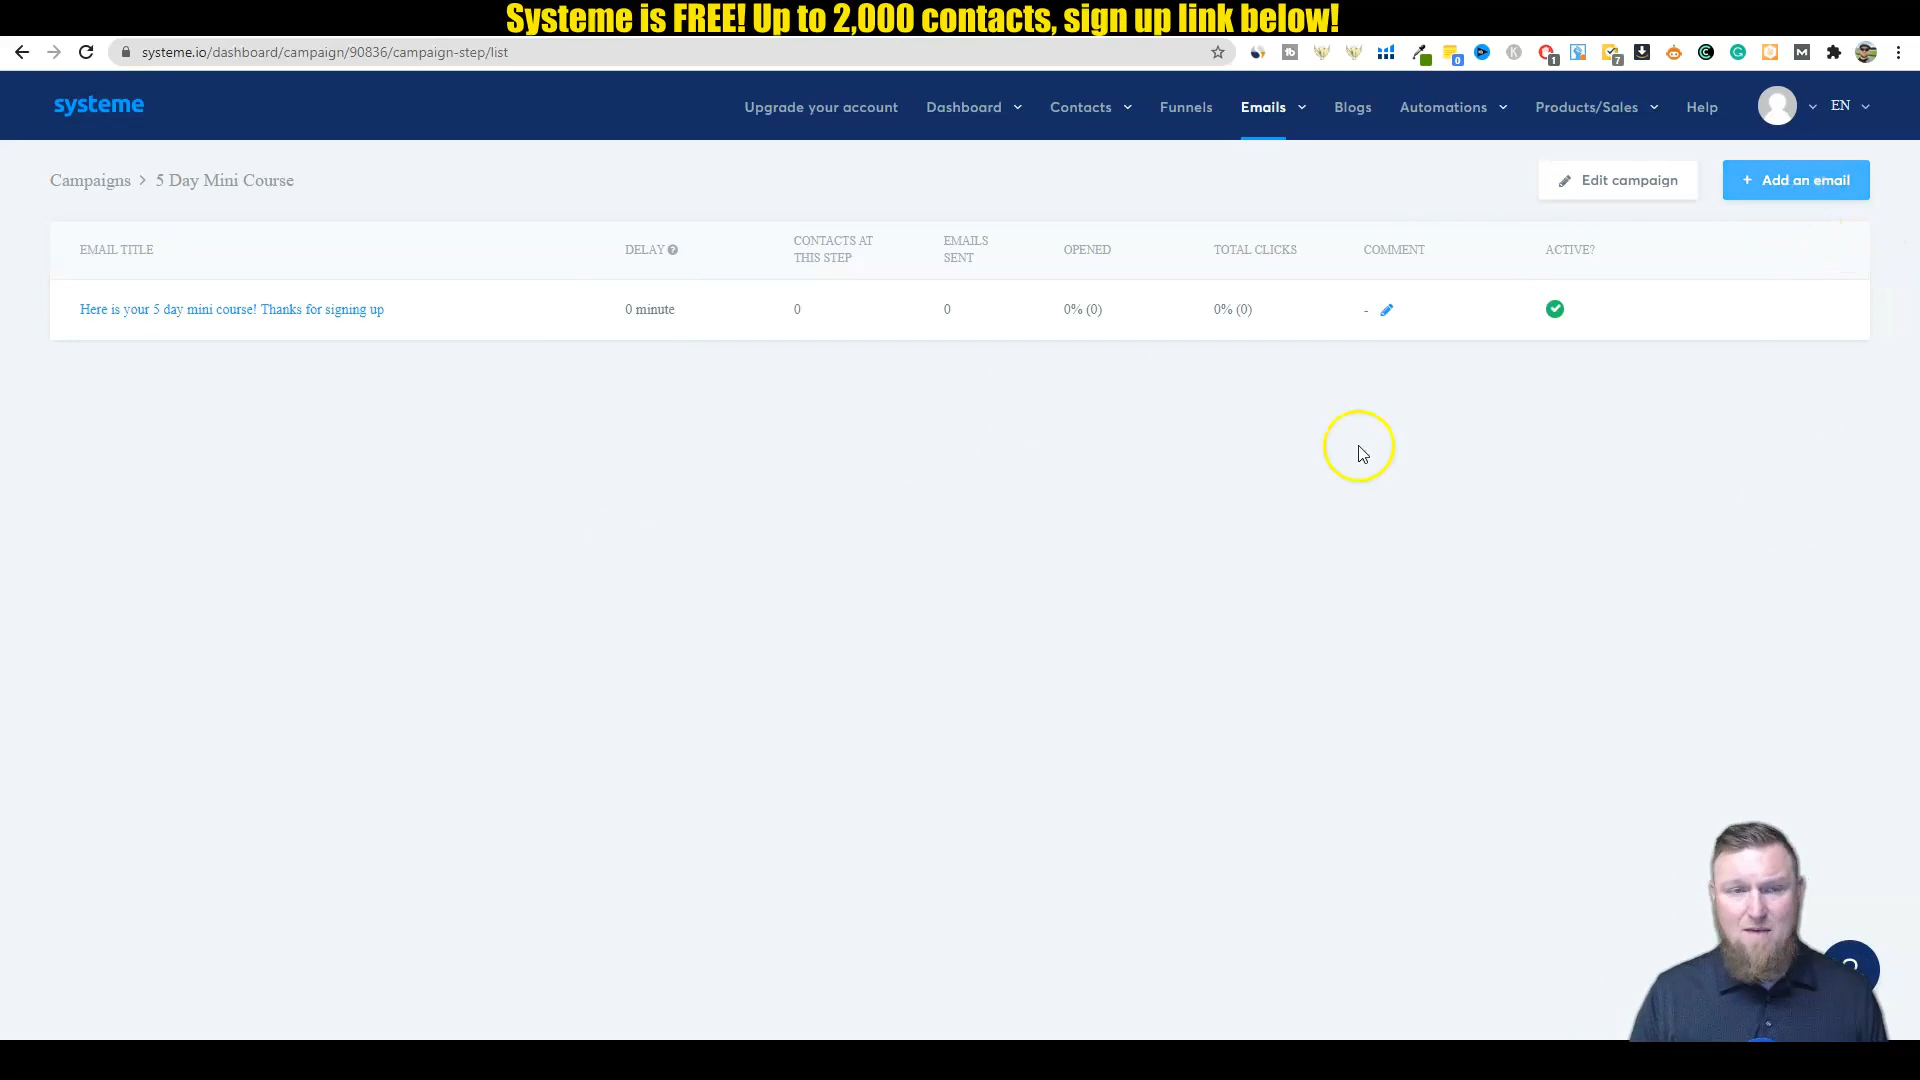 Systeme is FREE! Up to 2,000 contacts, sign up link below!
systeme.io/dashboard/campaign/90836/campaign-step/list
0
1
7
systeme
Upgrade your account Dashboard Contacts Funnels Emails Blogs Automations Products/Sales Help EN
Campaigns > 5 Day Mini Course
Edit campaign
+ Add an email
EMAIL TITLE DELAY CONTACTS AT THIS STEP EMAILS SENT OPENED TOTAL CLICKS COMMENT ACTIVE?
Here is your 5 day mini course! Thanks for signing up 0 minute 0 0 0% (0) 0% (0) -